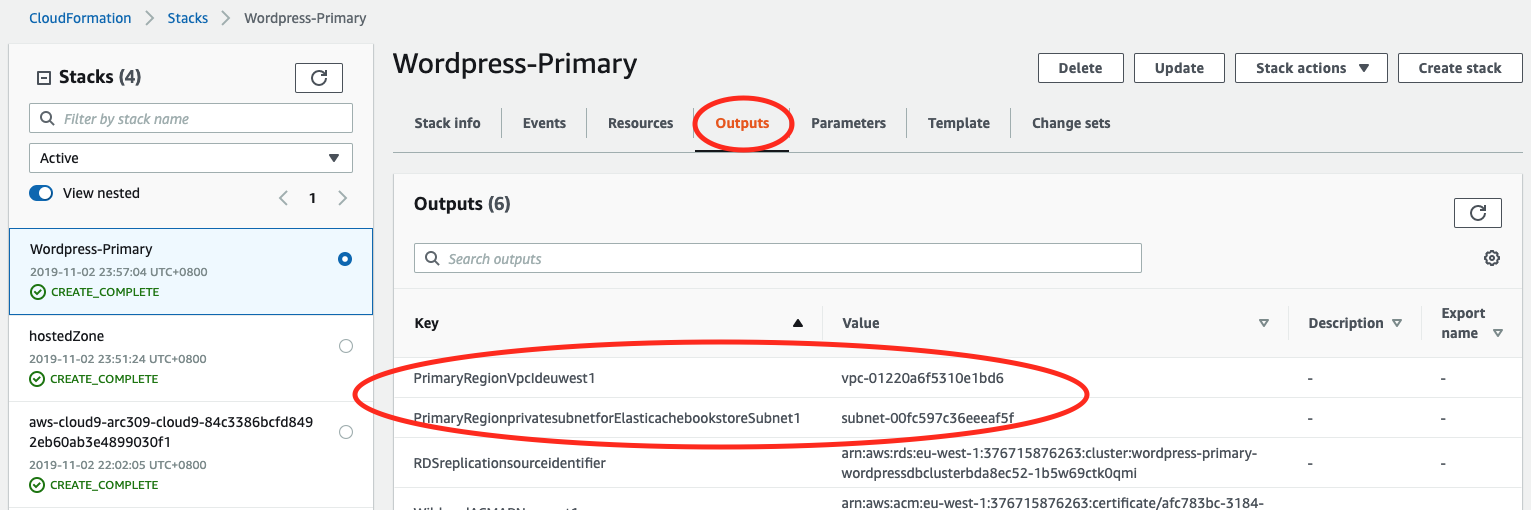 CloudFormation > Stacks > Wordpress-Primary
Stacks (4)
Filter by stack name
Active
View nested
1
Wordpress-Primary
2019-11-02 23:57:04 UTC+0800
CREATE_COMPLETE
hostedZone
2019-11-02 23:51:24 UTC+0800
CREATE_COMPLETE
aws-cloud9-arc309-cloud9-84c3386bcfd849
2eb60ab3e4899030f1
2019-11-02 22:02:05 UTC+0800
CREATE_COMPLETE
Wordpress-Primary
Delete Update Stack actions Create stack
Stack info Events Resources Outputs Parameters Template Change sets
Outputs (6)
Search outputs
Key Value Description Export
name
PrimaryRegionVpcIdeuwest1 vpc-01220a6f5310e1bd6 - -
PrimaryRegionprivatesubnetforElasticachebookstoreSubnet1 subnet-00fc597c36eeeaf5f - -
RDSreplicationsourceidentifier arn:aws:rds:eu-west-1:376715876263:cluster:wordpress-primary- - -
wordpressdbclusterbda8ec52-1b5w69ctk0qmi
arn:aws:acm:eu-west-1:376715876263:certificate/afc783bc-3184-